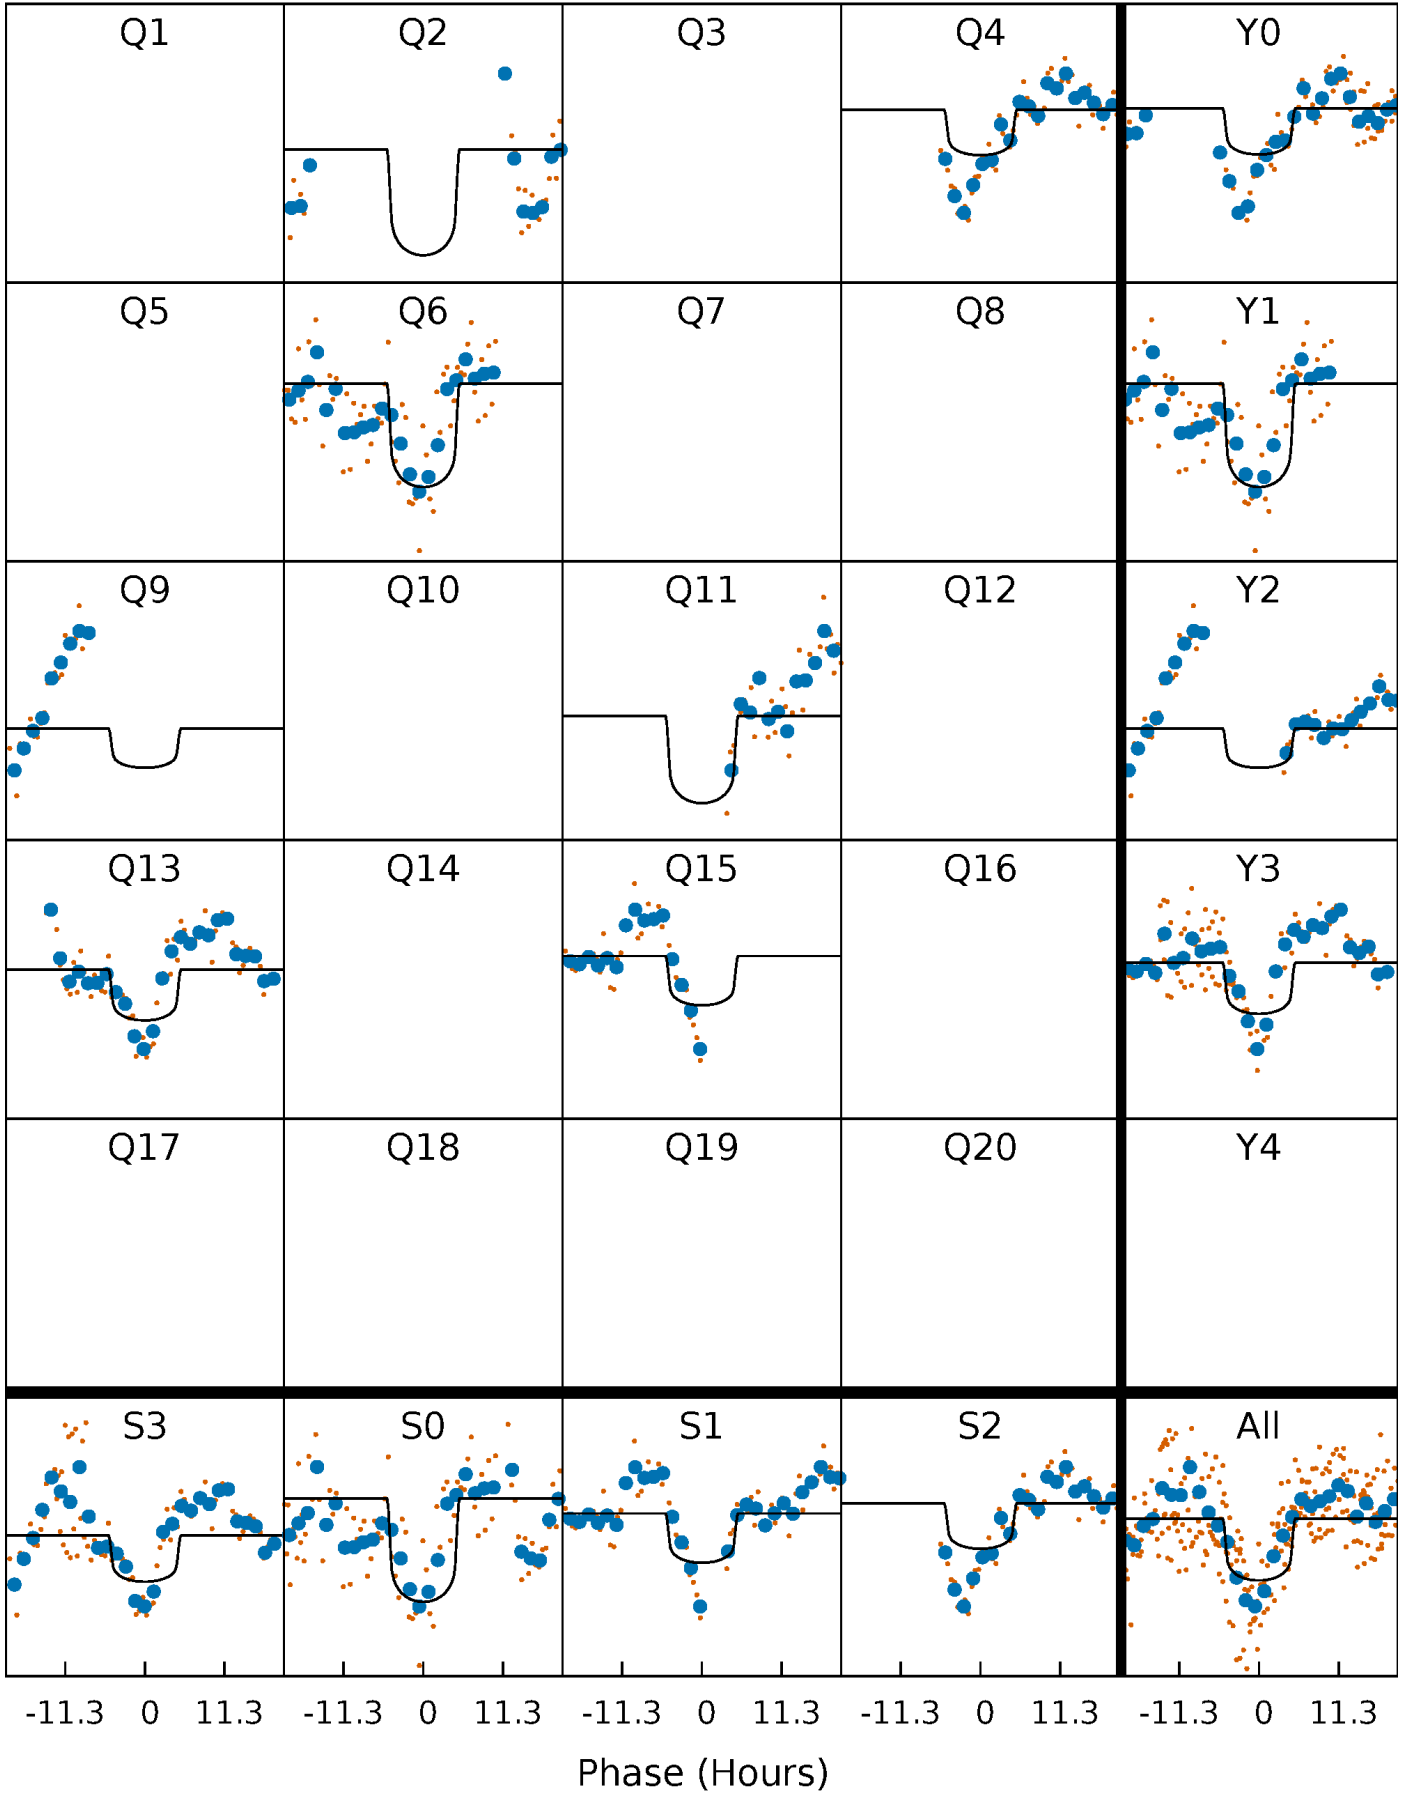 Q1 Q2 Q3 Q4 Y0
Q5 Q6 Q7 Q8 Y1
Q9 Q10 Q11 Q12 Y2
Q13 Q14 Q15 Q16 Y3
Q17 Q18 Q19 Q20 Y4
S3 S0 S1 S2 All
-11.3 0 11.3 -11.3 0 11.3 -11.3 0 11.3 -11.3 0 11.3 -11.3 0 11.3
Phase (Hours)